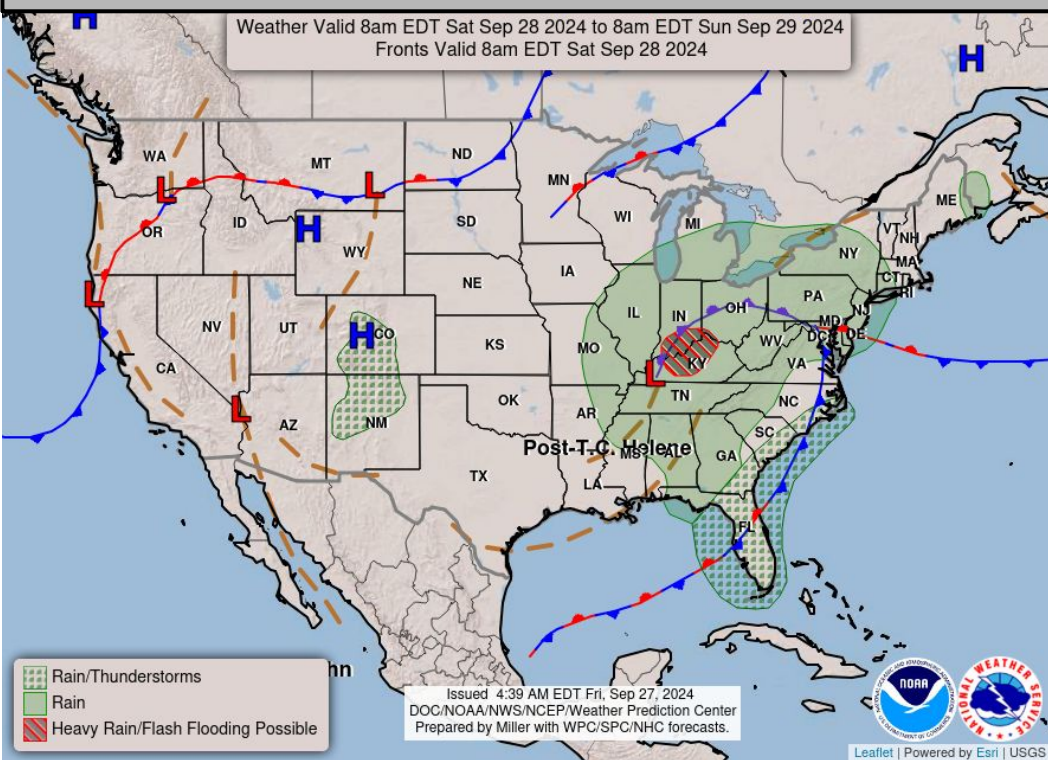 Weather Valid 8am EDT Sat Sep 28 2024 to 8am EDT Sun Sep 29 2024
Fronts Valid 8am EDT Sat Sep 28 2024
H
H
WA
MT
ND
MN
L
L
ME
OR
ID
H
WY
SD
WI
MI
VT
NH
NY
MA
CT
RI
L
NV
UT
H
CO
NE
IA
IL
IN
OH
PA
NJ
MD
DE
DC
WV
VA
CA
KS
MO
L
KY
L
AZ
NM
OK
AR
TN
NC
SC
Post-T.C. Helene
MS
AL
GA
TX
LA
FL
hn
Rain/Thunderstorms
Rain
Heavy Rain/Flash Flooding Possible
Issued 4:39 AM EDT Fri, Sep 27, 2024
DOC/NOAA/NWS/NCEP/Weather Prediction Center
Prepared by Miller with WPC/SPC/NHC forecasts.
NOAA
NATIONAL WEATHER SERVICE
Leaflet | Powered by Esri | USGS